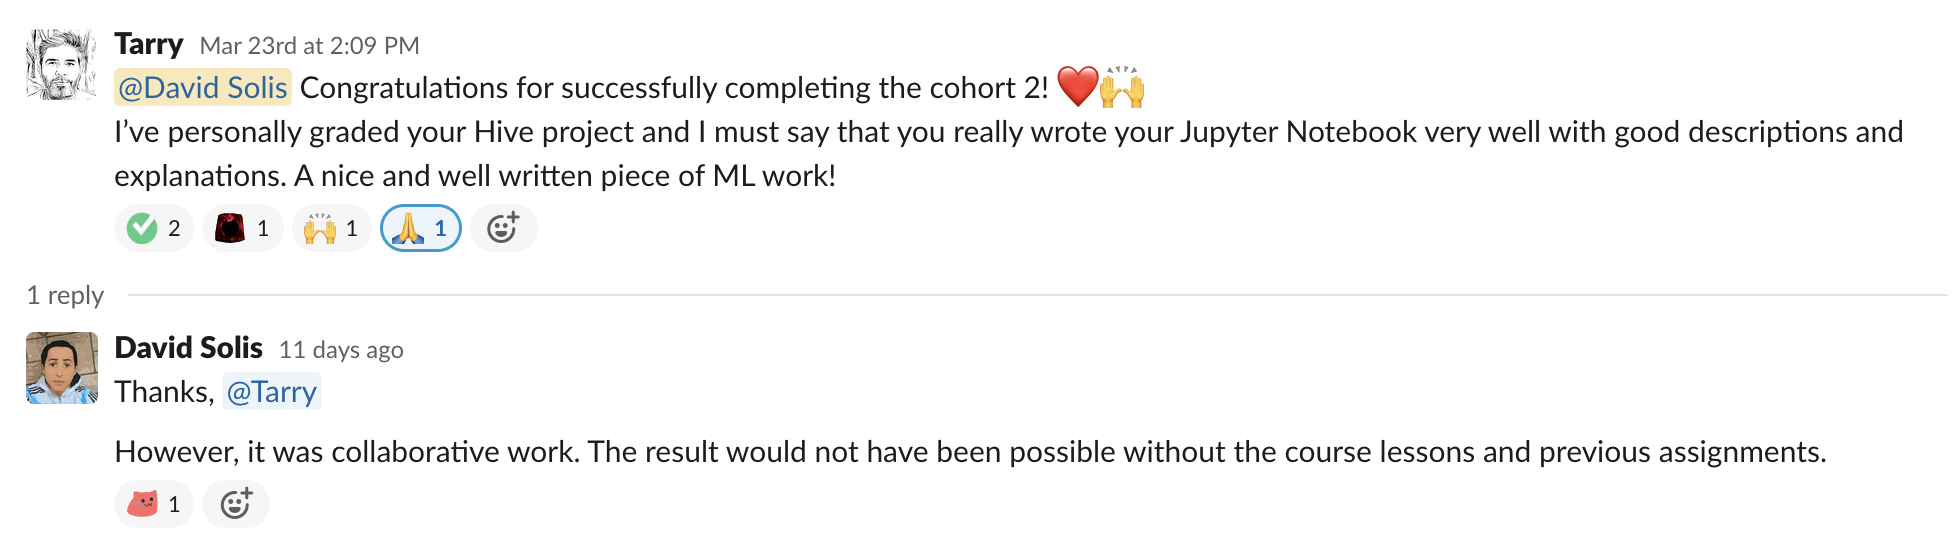 Tarry Mar 23rd at 2:09 PM
@David Solis Congratulations for successfully completing the cohort 2! ❤️🙌
I’ve personally graded your Hive project and I must say that you really wrote your Jupyter Notebook very well with good descriptions and
explanations. A nice and well written piece of ML work!
2 1 1 1
1 reply
David Solis 11 days ago
Thanks, @Tarry
However, it was collaborative work. The result would not have been possible without the course lessons and previous assignments.
1